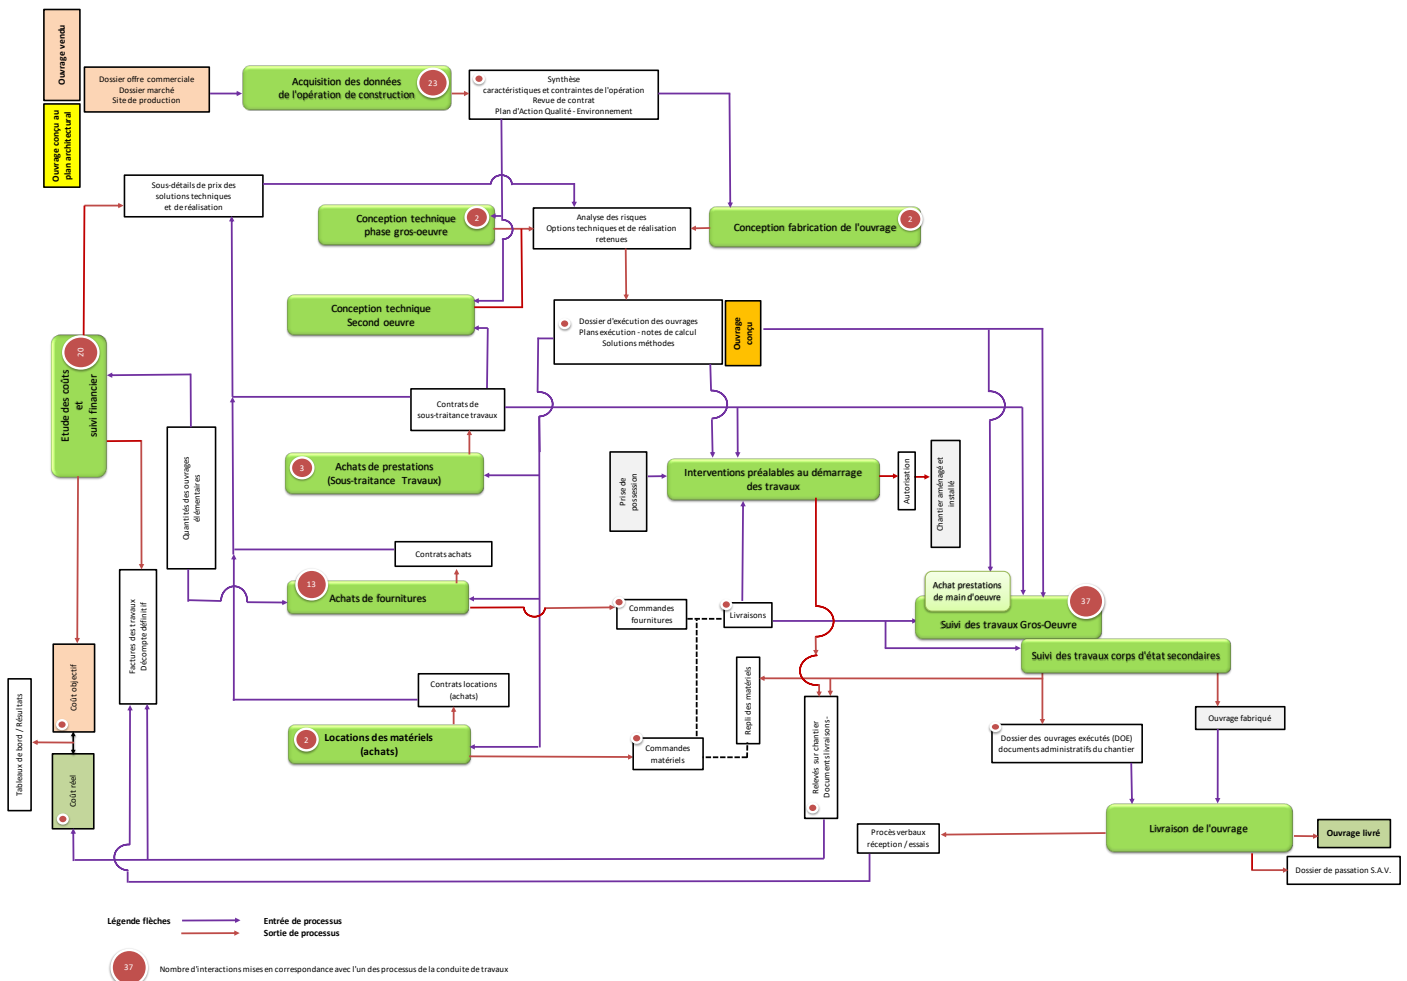 Ouvrage vendu
Ouvrage conçu au
plan architectural
Dossier offre commerciale
Dossier marché
Site de production
Acquisition des données
de l'opération de construction
23
Synthèse
caractéristiques et contraintes de l'opération
Revue de contrat
Plan d'Action Qualité - Environnement
Sous-détails de prix des
solutions techniques
et de réalisation
Conception technique
phase gros-oeuvre
2
Analyse des risques
Options techniques et de réalisation
retenues
Conception fabrication de l'ouvrage
2
Conception technique
Second oeuvre
Dossier d'exécution des ouvrages
Plans exécution - notes de calcul
Solutions méthodes
Ouvrage
conçu
20
Etude des coûts
et
suivi financier
Contrats de
sous-traitance travaux
Quantités des ouvrages
élémentaires
3
Achats de prestations
(Sous-traitance Travaux)
Prise de
possession
Interventions préalables au démarrage
des travaux
Autorisation
Chantier aménagé et
installé
Contrats achats
13
Achats de fournitures
Factures des travaux
Décompte définitif
Commandes
fournitures
Livraisons
Achat prestations
de main d'oeuvre
37
Suivi des travaux Gros-Oeuvre
Suivi des travaux corps d'état secondaires
Coût objectif
Tableaux de bord / Résultats
Coût réel
Contrats locations
(achats)
2
Locations des matériels
(achats)
Commandes
matériels
Repli des matériels
Relevés sur chantier
Documents livraisons-
Dossier des ouvrages exécutés (DOE)
documents administratifs du chantier
Ouvrage fabriqué
Procès verbaux
réception / essais
Livraison de l'ouvrage
Ouvrage livré
Dossier de passation S.A.V.
Légende flèches
Entrée de processus
Sortie de processus
37
Nombre d'interactions mises en correspondance avec l'un des processus de la conduite de travaux